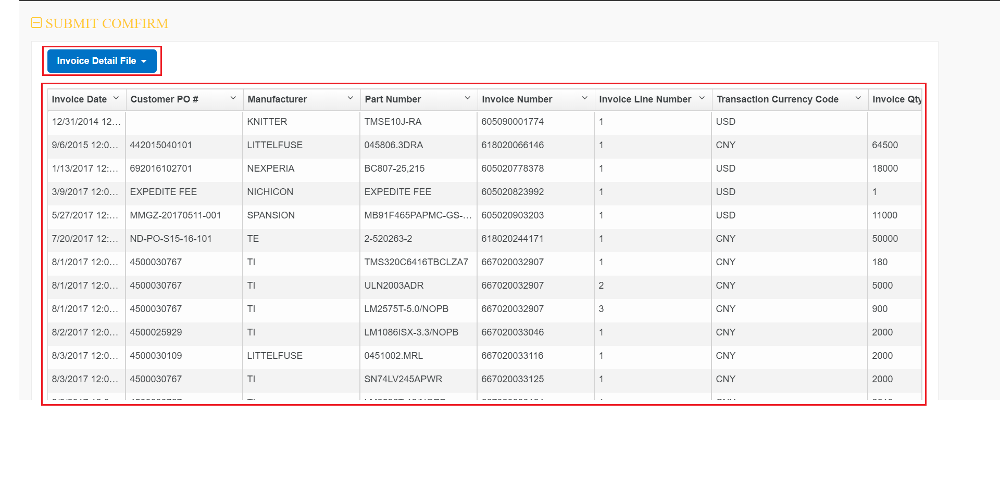 SUBMIT COMFIRM
Invoice Detail File
Invoice Date Customer PO # Manufacturer Part Number Invoice Number Invoice Line Number Transaction Currency Code Invoice Qty
12/31/2014 12... KNITTER TMSE10J-RA 605090001774 1 USD
9/6/2015 12:0... 442015040101 LITTELFUSE 045806.3DRA 618020066146 1 CNY 64500
1/13/2017 12:... 692016102701 NEXPERIA BC807-25,215 605020778378 1 USD 18000
3/9/2017 12:0... EXPEDITE FEE NICHICON EXPEDITE FEE 605020823992 1 USD 1
5/27/2017 12:... MMGZ-20170511-001 SPANSION MB91F465PAPMC-GS-... 605020903203 1 USD 11000
7/20/2017 12:... ND-PO-S15-16-101 TE 2-520263-2 618020244171 1 CNY 50000
8/1/2017 12:0... 4500030767 TI TMS320C6416TBCLZA7 667020032907 1 CNY 180
8/1/2017 12:0... 4500030767 TI ULN2003ADR 667020032907 2 CNY 5000
8/1/2017 12:0... 4500030767 TI LM2575T-5.0/NOPB 667020032907 3 CNY 900
8/2/2017 12:0... 4500025929 TI LM1086ISX-3.3/NOPB 667020033046 1 CNY 2000
8/3/2017 12:0... 4500030109 LITTELFUSE 0451002.MRL 667020033116 1 CNY 2000
8/3/2017 12:0... 4500030767 TI SN74LV245APWR 667020033125 1 CNY 2000